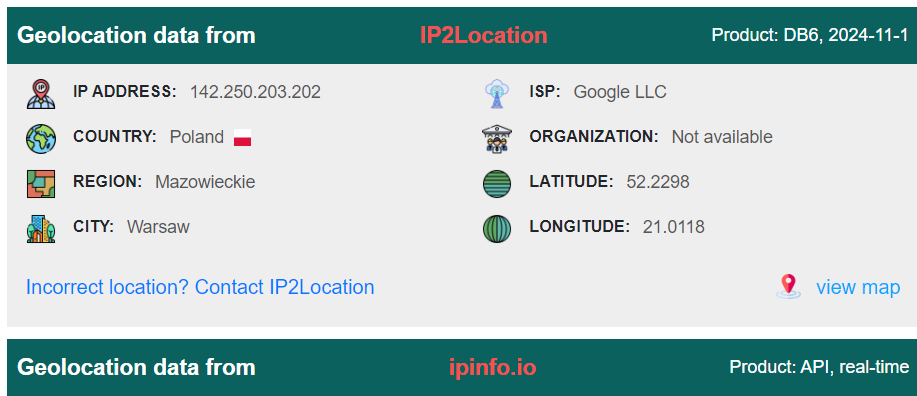 Geolocation data from IP2Location Product: DB6, 2024-11-1
IP ADDRESS: 142.250.203.202 ISP: Google LLC
COUNTRY: Poland ORGANIZATION: Not available
REGION: Mazowieckie LATITUDE: 52.2298
CITY: Warsaw LONGITUDE: 21.0118
Incorrect location? Contact IP2Location view map
Geolocation data from ipinfo.io Product: API, real-time